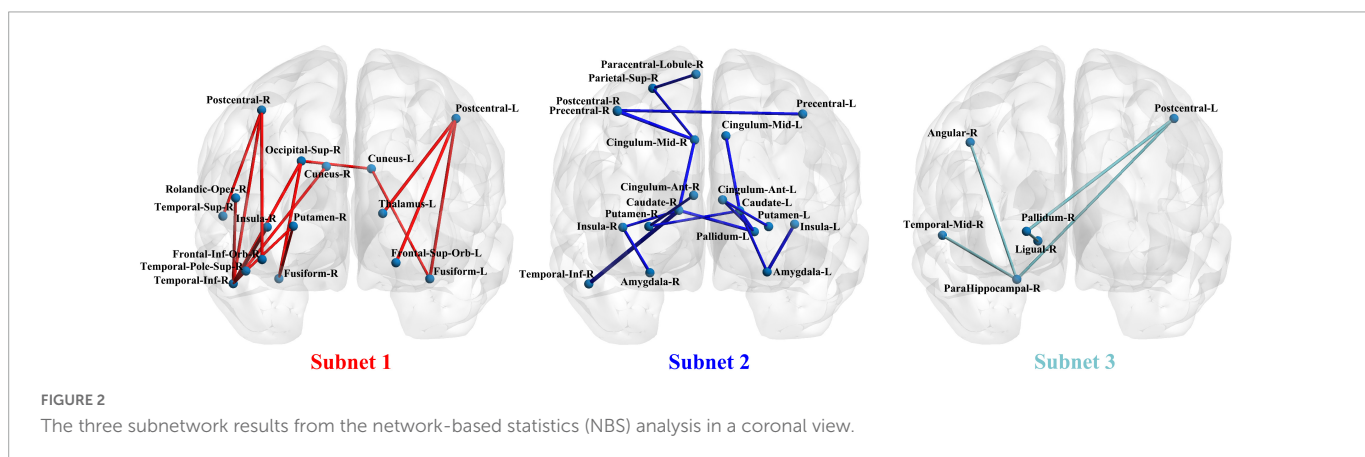 Postcentral-R
Postcentral-L
Occipital-Sup-R
Cuneus-L
Cuneus-R
Rolandic-Oper-R
Temporal-Sup-R
Thalamus-L
Insula-R
Putamen-R
Frontal-Inf-Orb-R
Frontal-Sup-Orb-L
Temporal-Pole-Sup-R
Temporal-Inf-R
Fusiform-R
Fusiform-L
Subnet 1
Paracentral-Lobule-R
Parietal-Sup-R
Postcentral-R
Precentral-R
Precentral-L
Cingulum-Mid-L
Cingulum-Mid-R
Cingulum-Ant-R
Cingulum-Ant-L
Caudate-R
Caudate-L
Putamen-R
Putamen-L
Insula-R
Insula-L
Pallidum-L
Temporal-Inf-R
Amygdala-R
Amygdala-L
Subnet 2
Postcentral-L
Angular-R
Pallidum-R
Temporal-Mid-R
Ligual-R
ParaHippocampal-R
Subnet 3
FIGURE 2
The three subnetwork results from the network-based statistics (NBS) analysis in a coronal view.